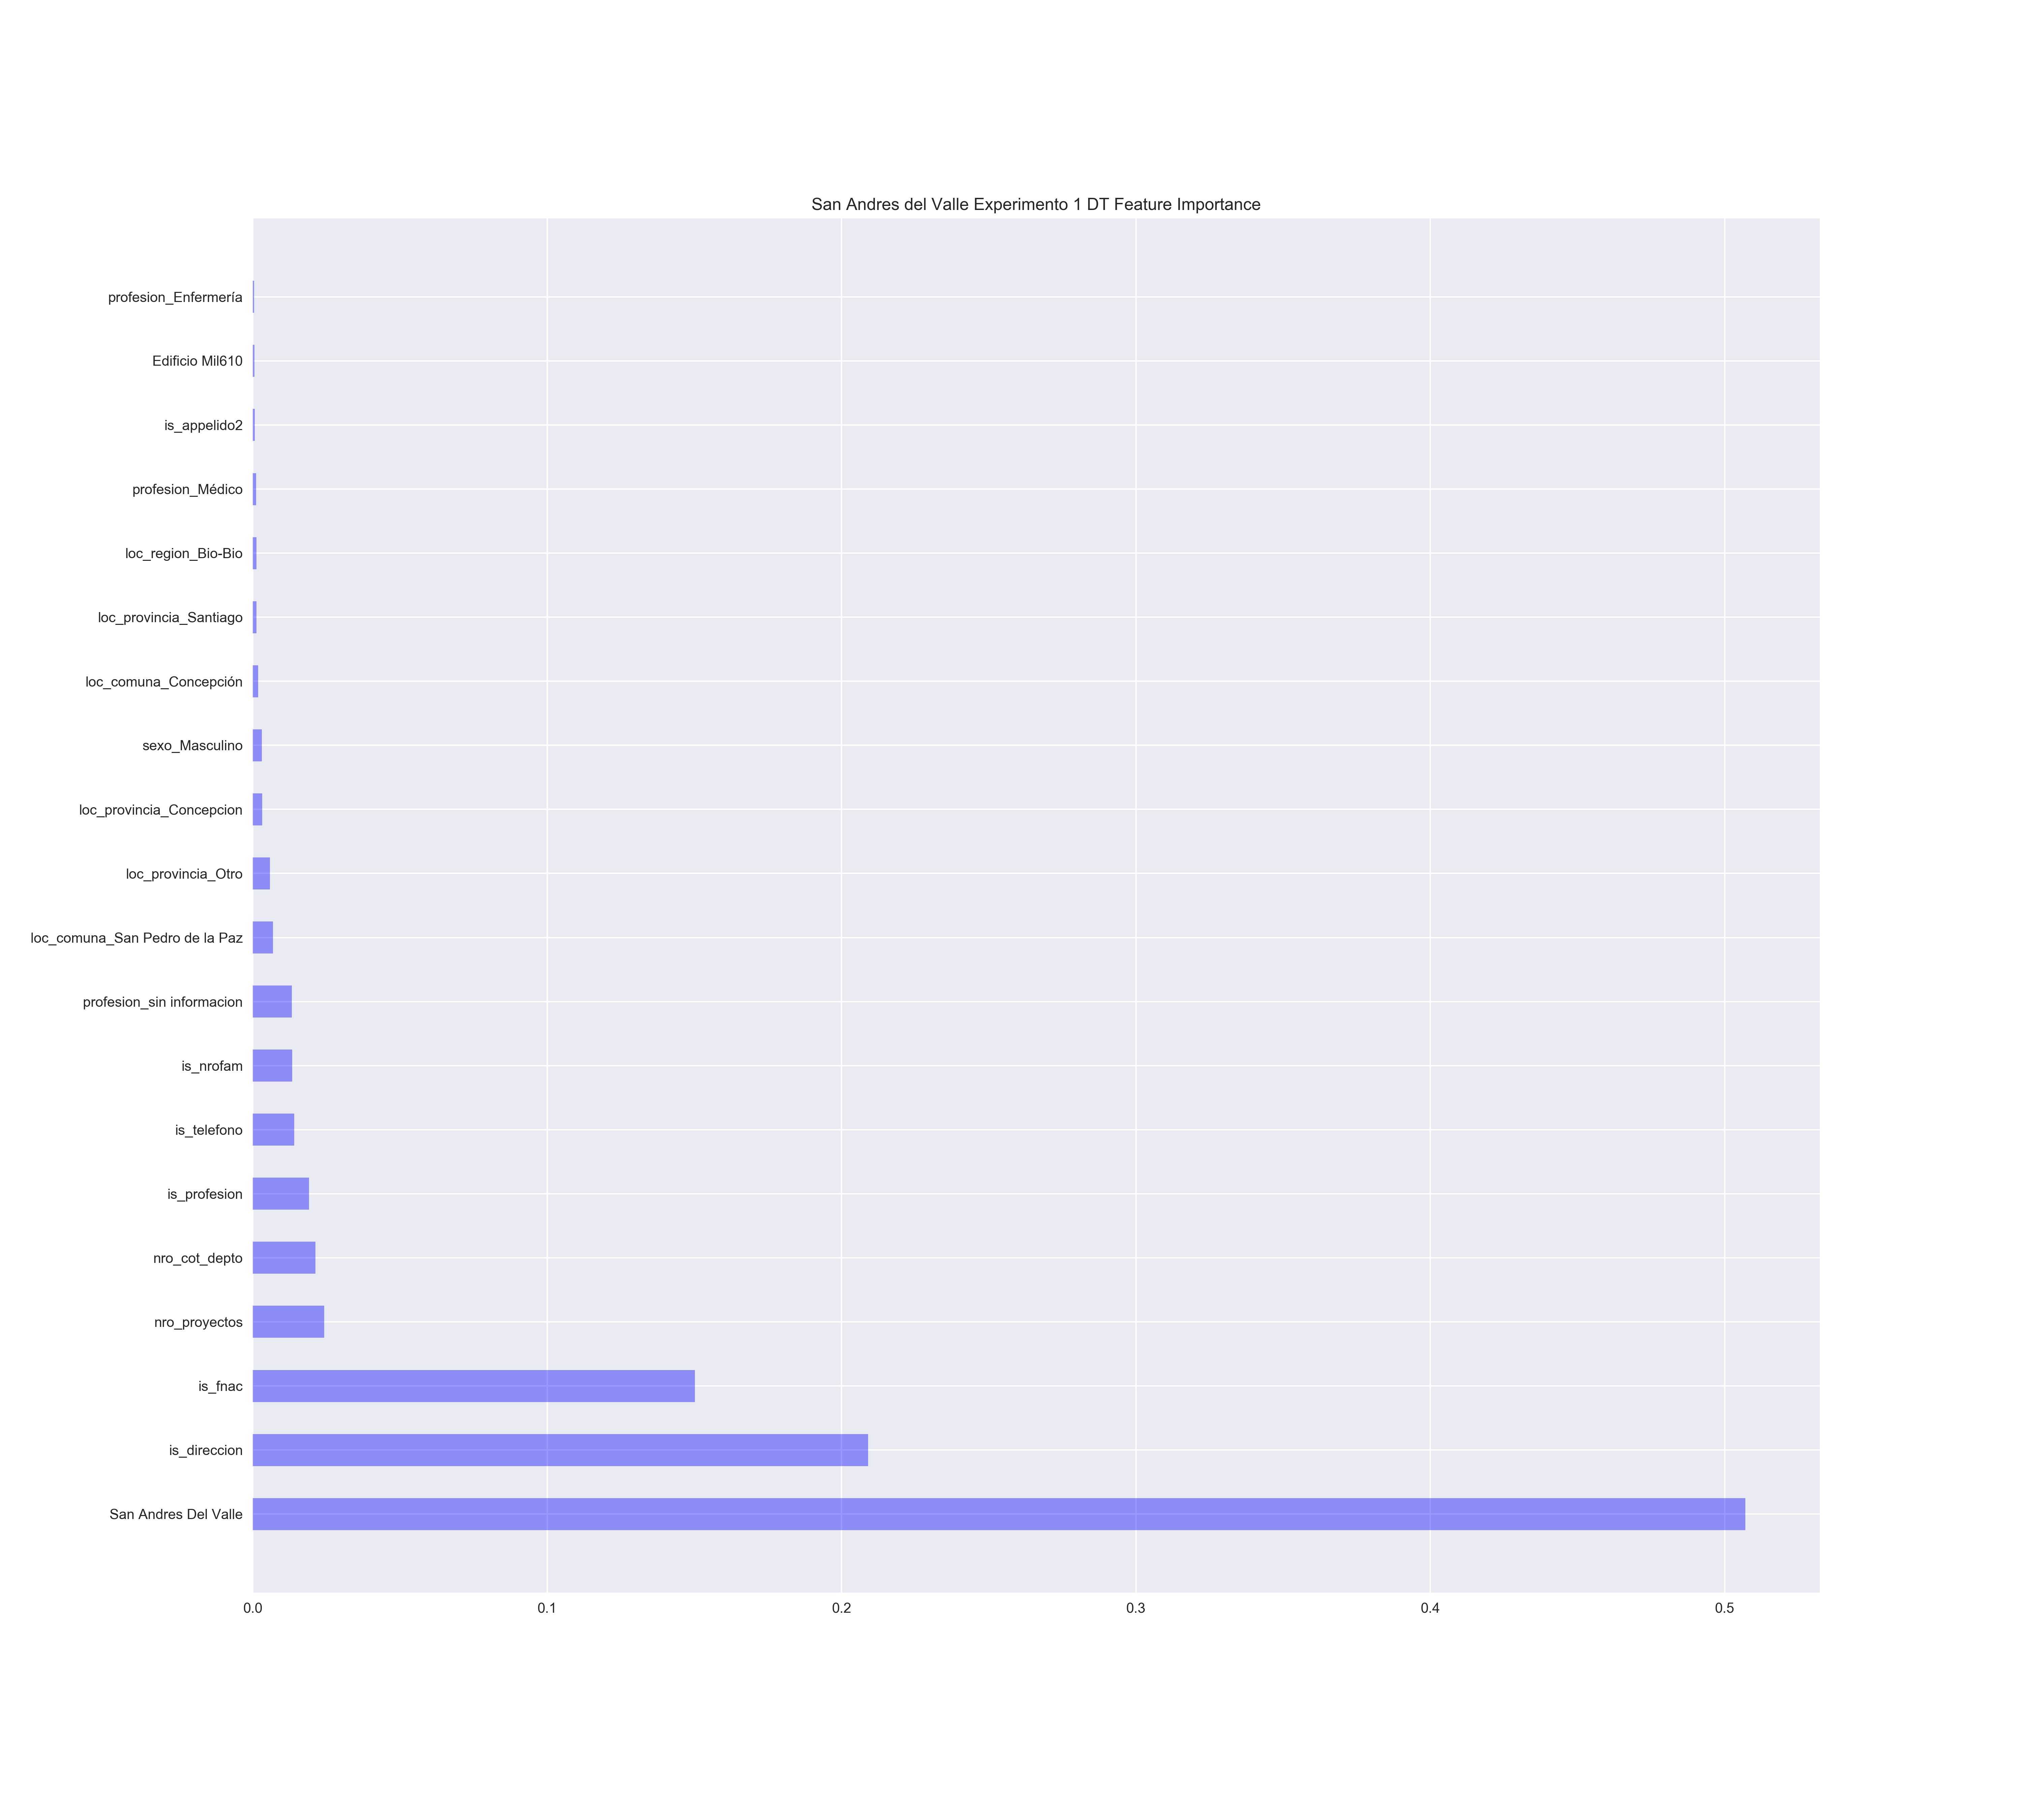 San Andres del Valle Experimento 1 DT Feature Importance
profesion_Enfermería
Edificio Mil610
is_appelido2
profesion_Médico
loc_region_Bio-Bio
loc_provincia_Santiago
loc_comuna_Concepción
sexo_Masculino
loc_provincia_Concepcion
loc_provincia_Otro
loc_comuna_San Pedro de la Paz
profesion_sin informacion
is_nrofam
is_telefono
is_profesion
nro_cot_depto
nro_proyectos
is_fnac
is_direccion
San Andres Del Valle
0.0 0.1 0.2 0.3 0.4 0.5